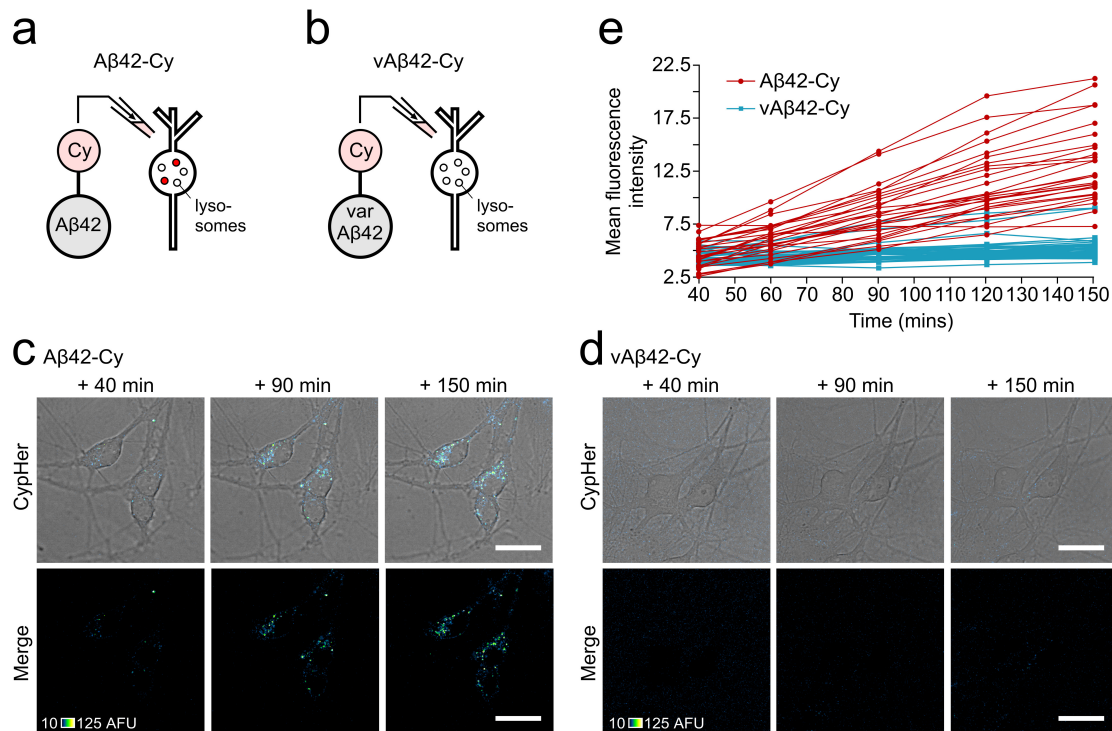 a
Aβ42-Cy
Cy
Aβ42
lyso-
somes
b
vAβ42-Cy
Cy
var
Aβ42
lyso-
somes
e
Mean fluorescence
intensity
22.5
17.5
12.5
7.5
2.5
Aβ42-Cy
vAβ42-Cy
40 50 60 70 80 90 100 110 120 130 140 150
Time (mins)
c Aβ42-Cy
+ 40 min + 90 min + 150 min
CypHer
Merge
10 125 AFU
d vAβ42-Cy
+ 40 min + 90 min + 150 min
CypHer
Merge
10 125 AFU